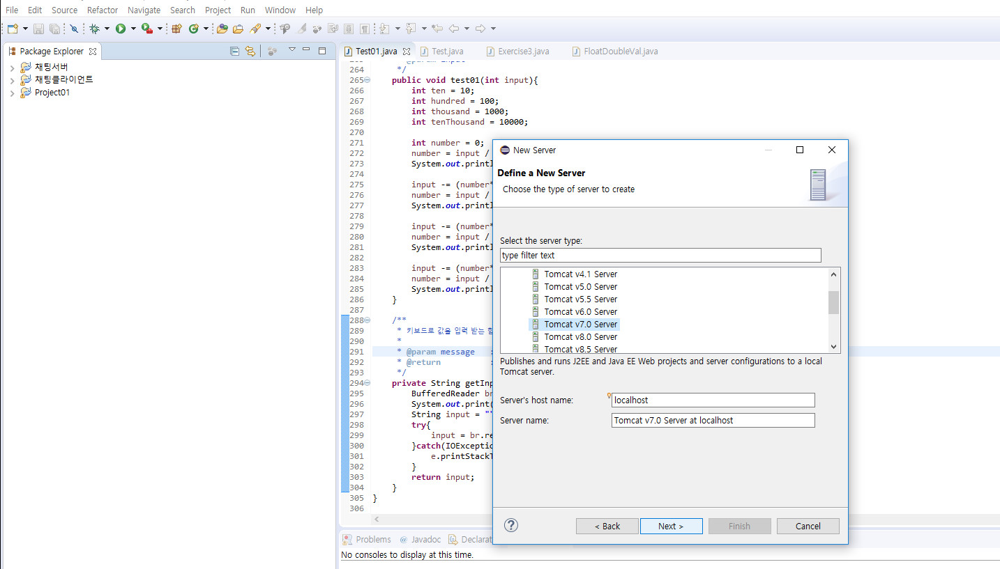 File Edit Source Refactor Navigate Search Project Run Window Help
Package Explorer
채팅서버
채팅클라이언트
Project01
Test01.java Test.java Exercise3.java FloatDoubleVal.java
264 */
265 public void test01(int input){
266 int ten = 10;
267 int hundred = 100;
268 int thousand = 1000;
269 int tenThousand = 10000;
270
271 int number = 0;
272 number = input /
273 System.out.printl
274
275 input -= (number*
276 number = input /
277 System.out.printl
278
279 input -= (number*
280 number = input /
281 System.out.printl
282
283 input -= (number*
284 number = input /
285 System.out.printl
286 }
287
288 /**
289 * 키보드로 값을 입력 받는
290 *
291 * @param message :
292 * @return :
293 */
294 private String getInp
295 BufferedReader br
296 System.out.print(
297 String input = ""
298 try{
299 input = br.re
300 }catch(IOExceptio
301 e.printStackT
302 }
303 return input;
304 }
305 }
306
New Server
Define a New Server
Choose the type of server to create
Select the server type:
type filter text
Tomcat v4.1 Server
Tomcat v5.0 Server
Tomcat v5.5 Server
Tomcat v6.0 Server
Tomcat v7.0 Server
Tomcat v8.0 Server
Tomcat v8.5 Server
Publishes and runs J2EE and Java EE Web projects and server configurations to a local
Tomcat server.
Server's host name: localhost
Server name: Tomcat v7.0 Server at localhost
< Back Next > Finish Cancel
Problems @ Javadoc Declarat
No consoles to display at this time.